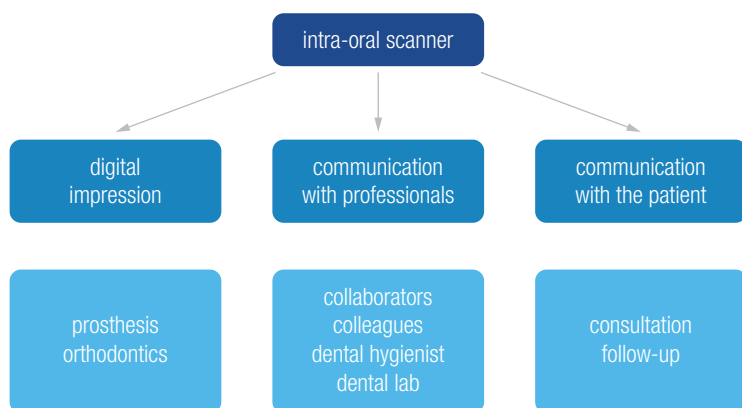 intra-oral scanner
digital
impression
communication
with professionals
communication
with the patient
prosthesis
orthodontics
collaborators
colleagues
dental hygienist
dental lab
consultation
follow-up